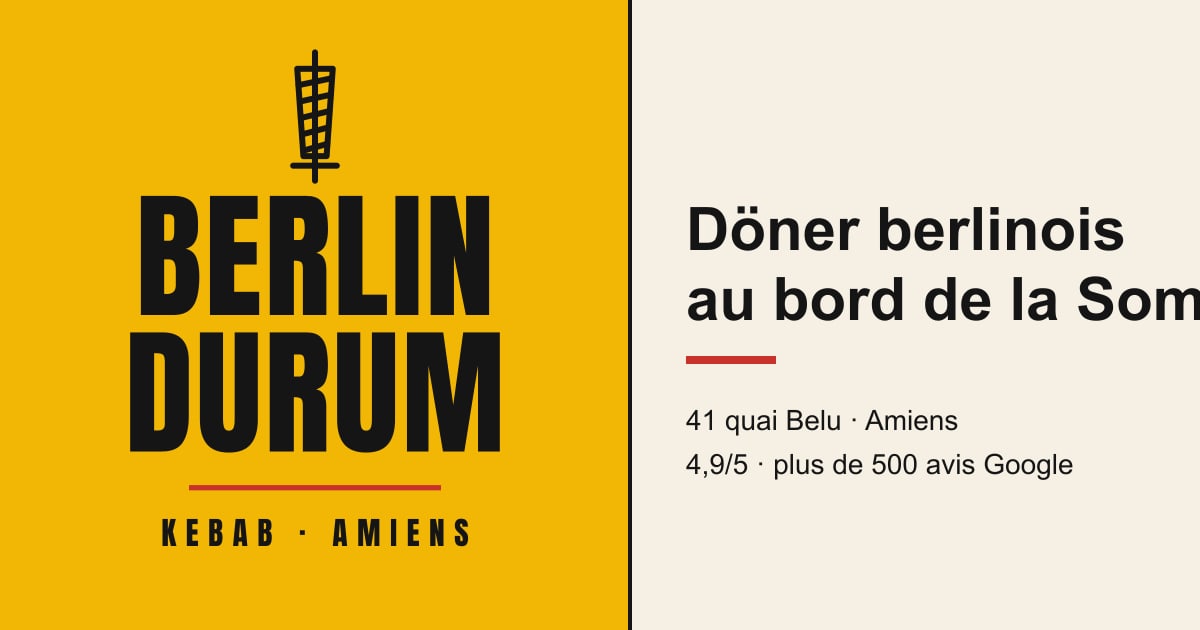 BERLIN
DURUM
KEBAB · AMIENS
Döner berlinois
au bord de la Som
41 quai Belu · Amiens
4,9/5 · plus de 500 avis Google